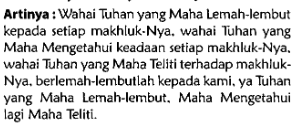 Artinya : Wahai Tuhan yang Maha Lemah-lembut
kepada setiap makhluk-Nya, wahai Tuhan yang
Maha Mengetahui keadaan setiap makhluk-Nya,
wahai Tuhan yang Maha Teliti terhadap makhluk-
Nya, berlemah-lembutlah kepada kami, ya Tuhan
yang Maha Lemah-lembut, Maha Mengetahui
lagi Maha Teliti.